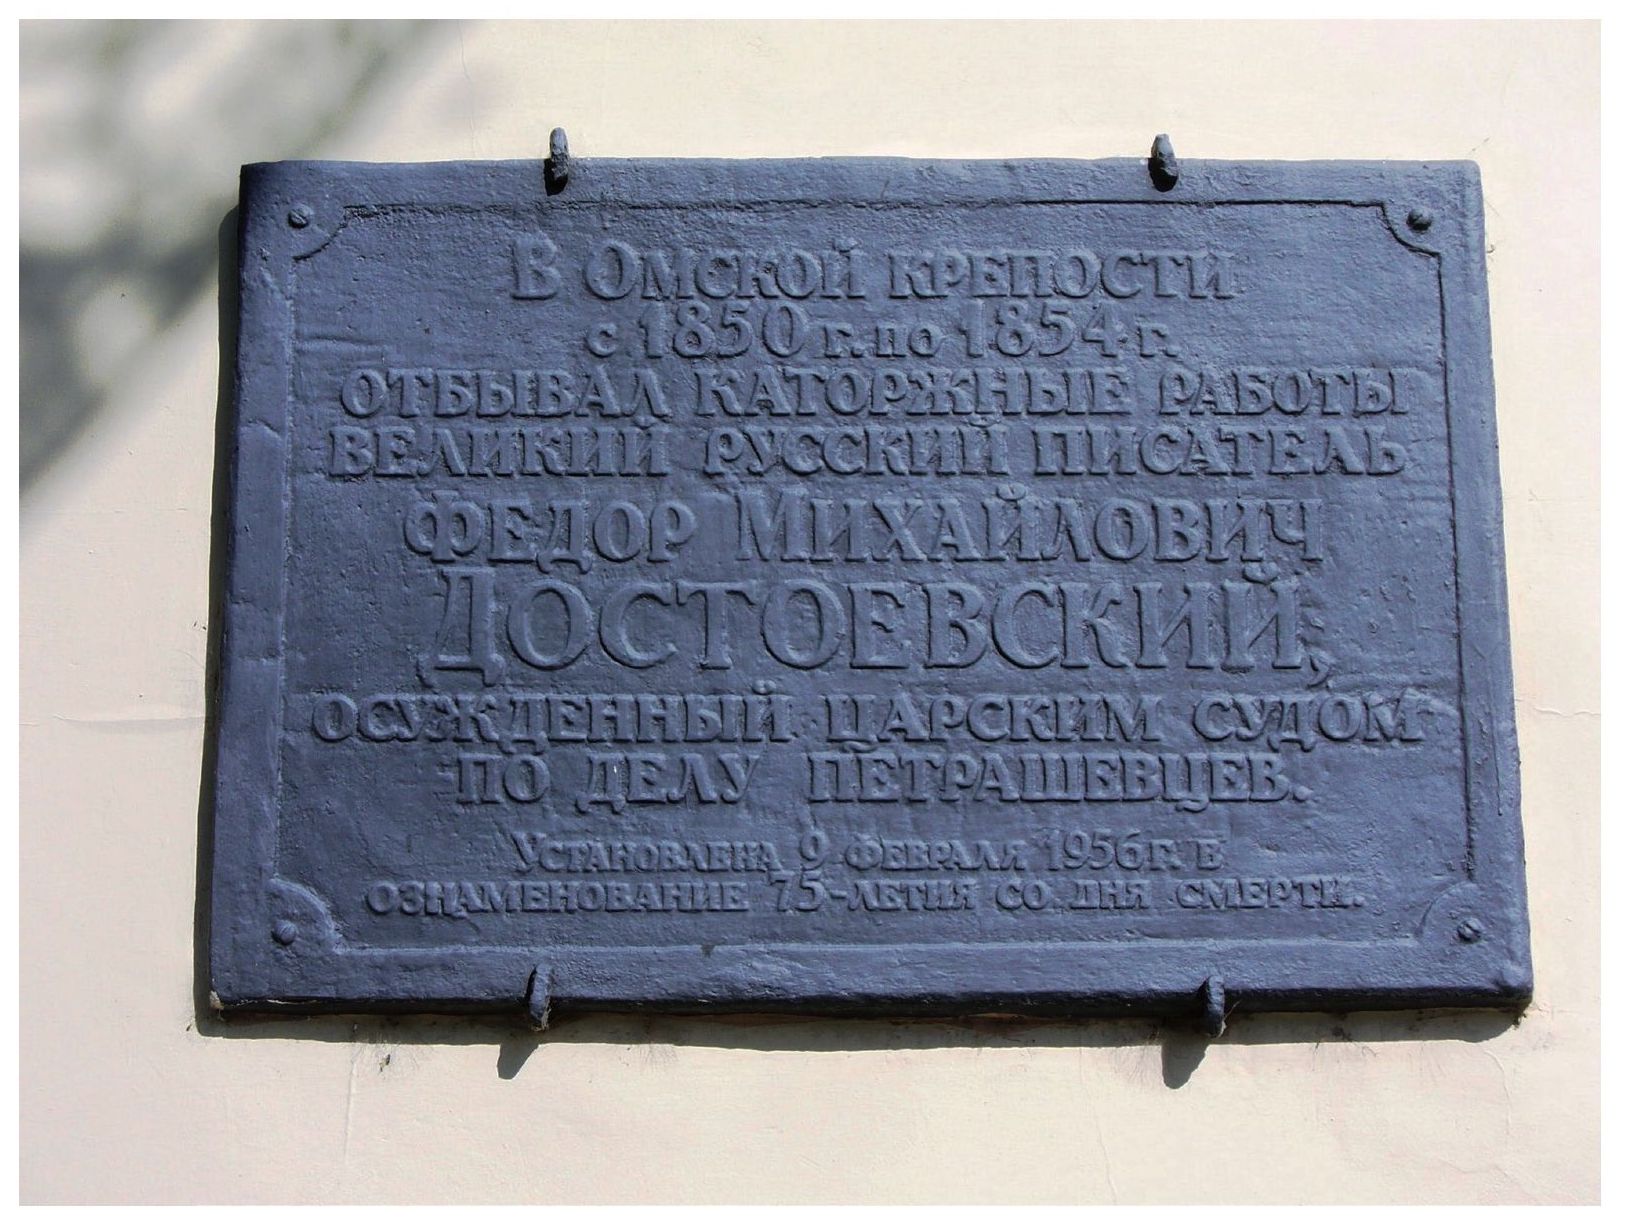 В Омской крепости
с 1850 г. по 1854 г.
отбывал каторжные работы
великий русский писатель
Федор Михайлович
Достоевский,
осужденный царским судом
по делу петрашевцев.
Установлена 9 февраля 1956 г. в
ознаменование 75-летия со дня смерти.